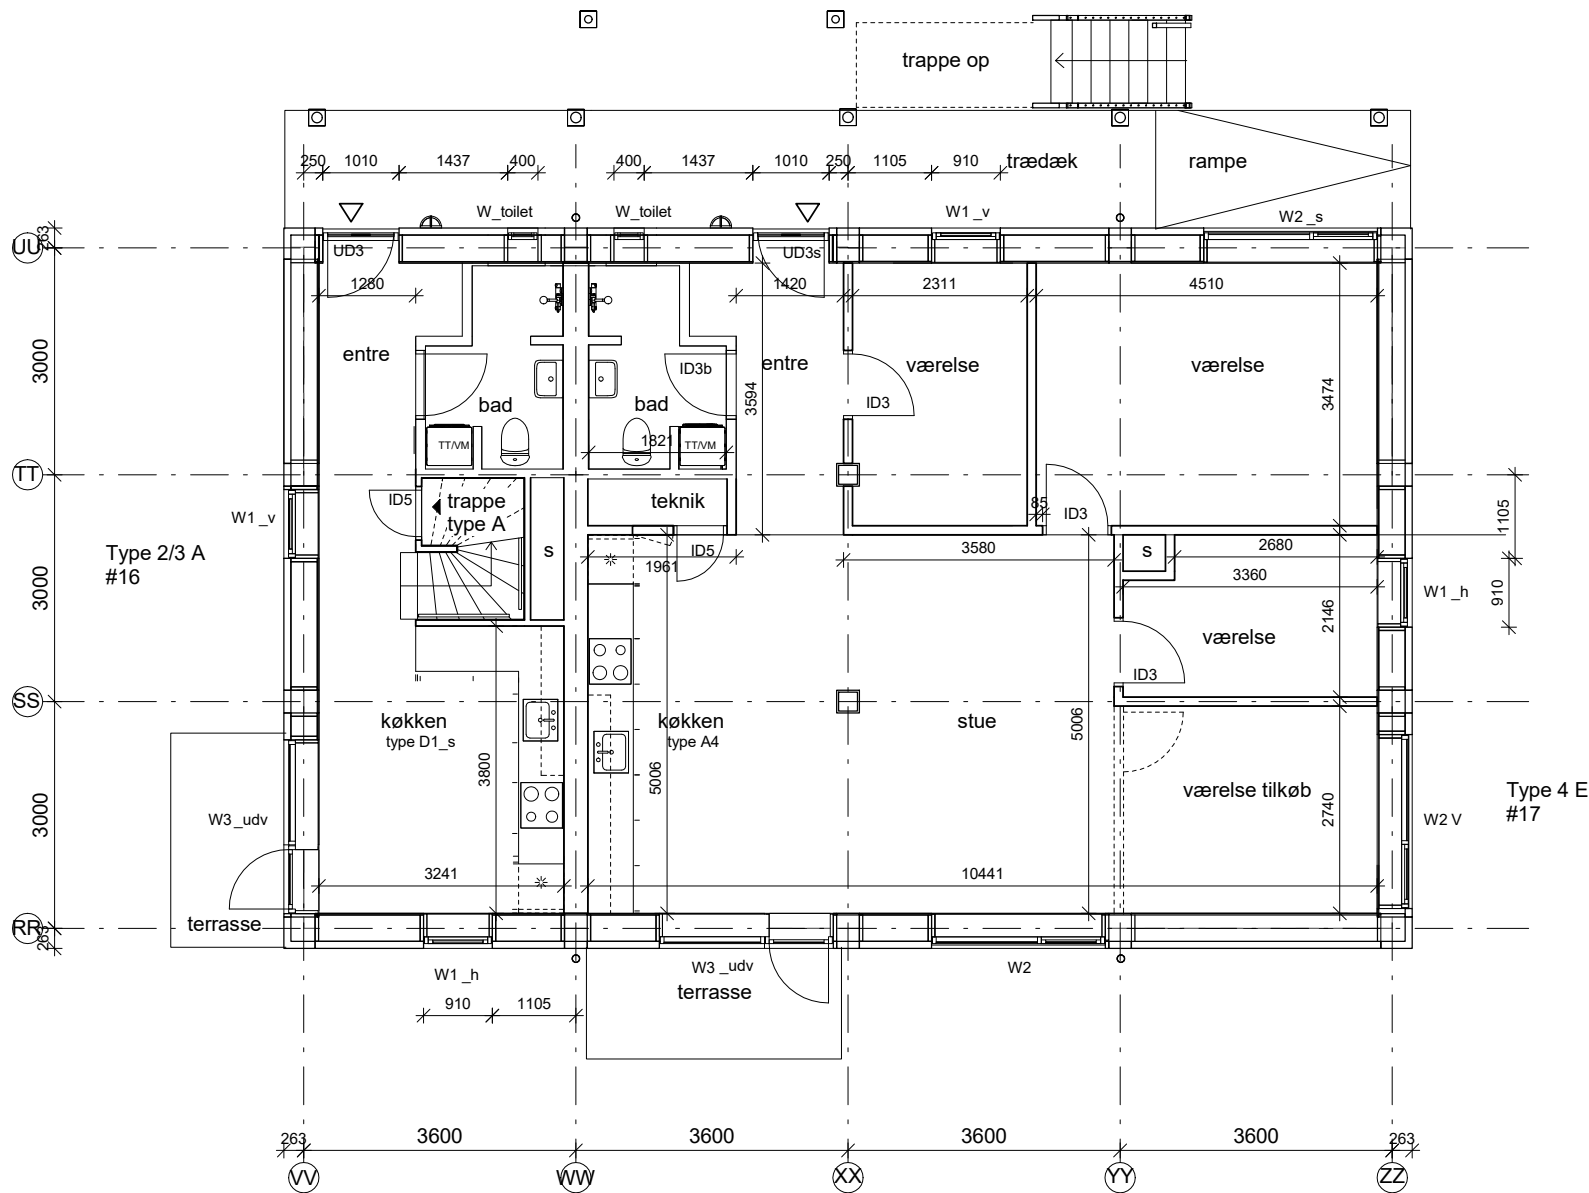 trappe op
250
1010
1437
400
400
1437
1010
250
1105
910
trædæk
rampe
W_toilet
W_toilet
W1 _v
W2 _s
263
UU
UD3
UD3s
1280
1420
2311
4510
3000
entre
bad
ID3b
bad
entre
3594
værelse
ID3
værelse
3474
TT/VM
1821
TT/VM
TT
ID5
trappe
type A
teknik
85
ID3
W1 _v
1105
Type 2/3 A
#16
s
ID5
1961
3580
s
2680
3360
3000
910
W1 _h
2146
værelse
ID3
SS
køkken
type D1_s
køkken
type A4
stue
5006
3800
5006
3000
værelse tilkøb
2740
Type 4 E
#17
W3 _udv
W2 V
3241
10441
terrasse
RR
263
W1 _h
W3 _udv
terrasse
W2
910
1105
263
3600
3600
3600
3600
263
VV
WW
XX
YY
ZZ